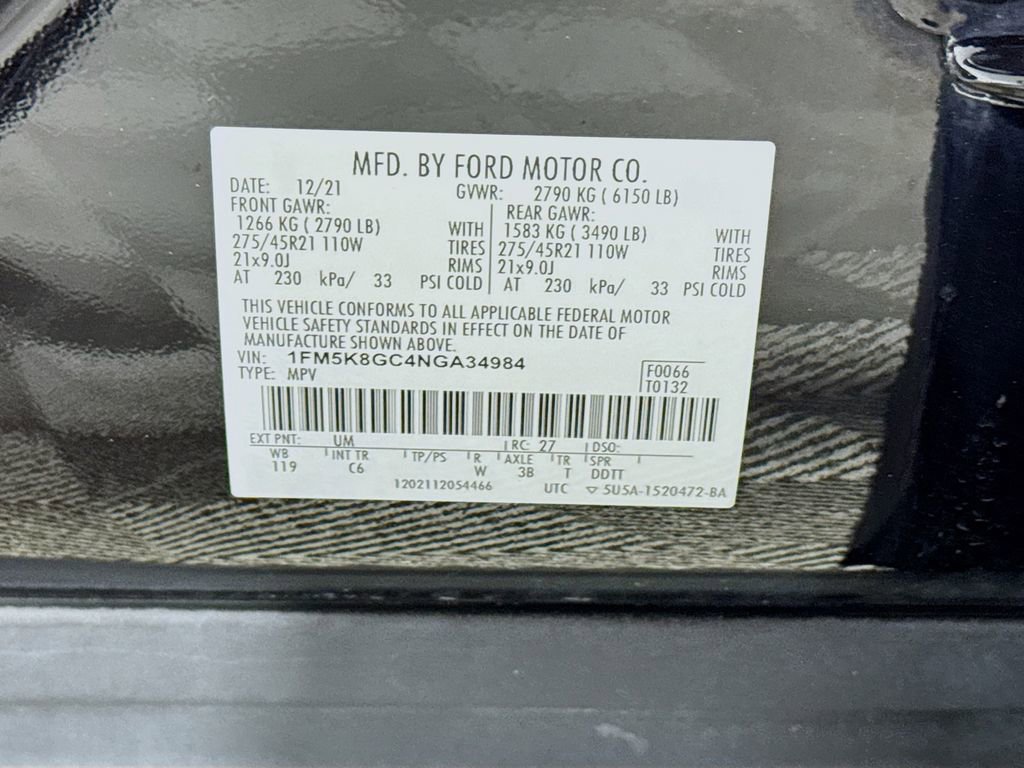 MFD. BY FORD MOTOR CO.
DATE: 12/21 GVWR: 2790 KG ( 6150 LB)
FRONT GAWR: REAR GAWR:
1266 KG ( 2790 LB) WITH 1583 KG ( 3490 LB) WITH
275/45R21 110W TIRES 275/45R21 110W TIRES
21x9.0J RIMS 21x9.0J RIMS
AT 230 kPa/ 33 PSI COLD AT 230 kPa/ 33 PSI COLD
THIS VEHICLE CONFORMS TO ALL APPLICABLE FEDERAL MOTOR
VEHICLE SAFETY STANDARDS IN EFFECT ON THE DATE OF
MANUFACTURE SHOWN ABOVE.
VIN: 1FM5K8GC4NGA34984 F0066
TYPE: MPV T0132
EXT PNT: UM RC: 27 DSO:
WB INT TR TP/PS R AXLE TR SPR
119 C6 W 3B T DDTT
1202112054466 UTC ▽ 5U5A-1520472-BA